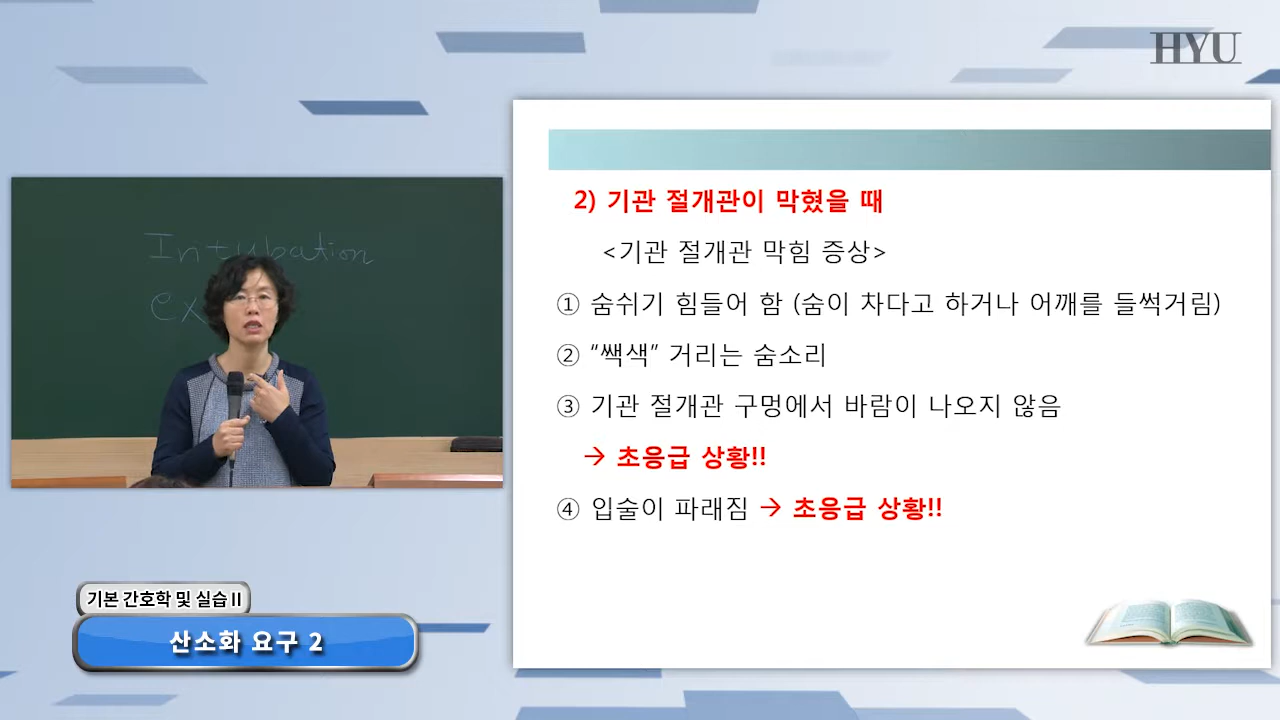 HYU
Intubation
ex
2) 기관 절개관이 막혔을 때
<기관 절개관 막힘 증상>
① 숨쉬기 힘들어 함 (숨이 차다고 하거나 어깨를 들썩거림)
② “쌕색” 거리는 숨소리
③ 기관 절개관 구멍에서 바람이 나오지 않음
→ 초응급 상황!!
④ 입술이 파래짐 → 초응급 상황!!
기본 간호학 및 실습Ⅱ
산소화 요구 2